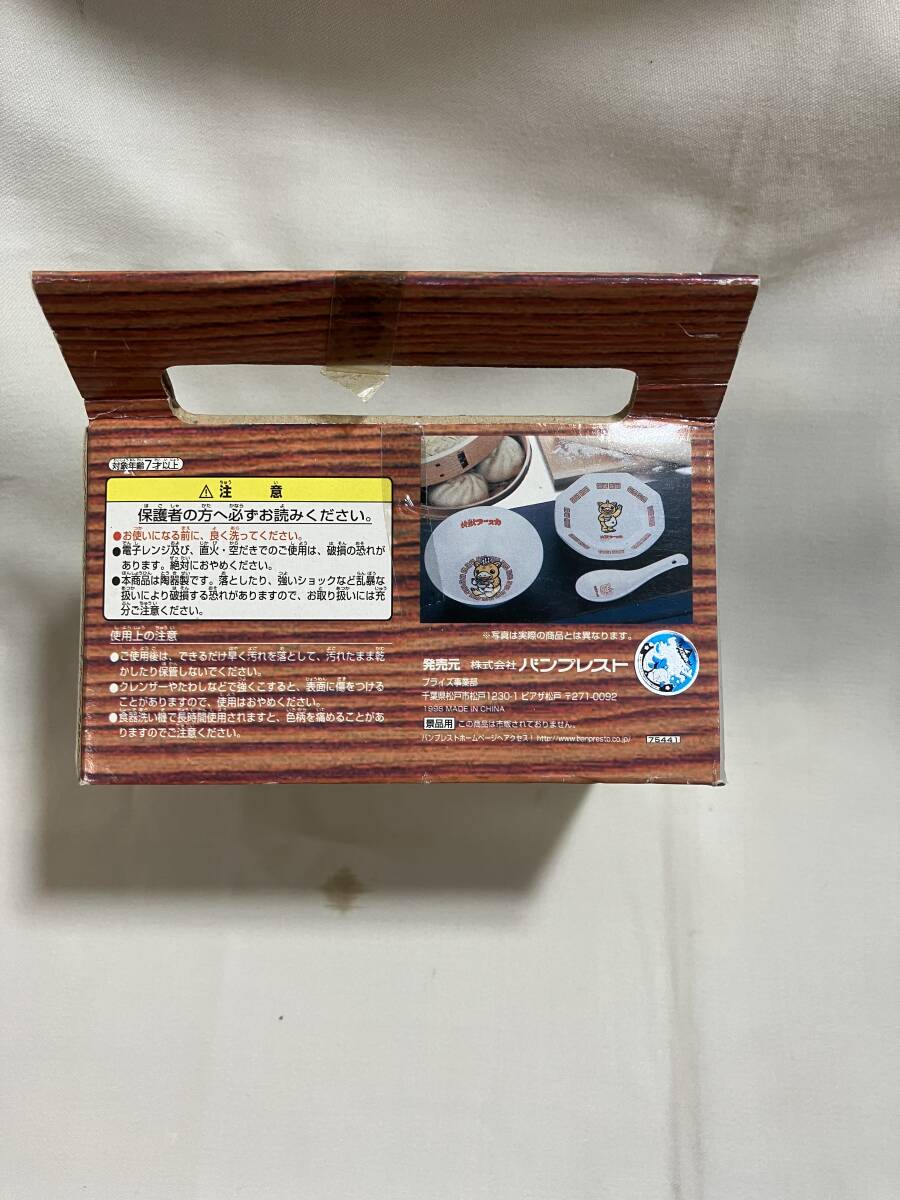 対象年齢7才以上
⚠注意
保護者の方へ必ずお読みください。
●お使いになる前に、良く洗ってください。
●電子レンジ及び、直火・空だきでのご使用は、破損の恐れが
あります。絶対におやめください。
●本商品は陶器製です。落としたり、強いショックなど乱暴な
扱いにより破損する恐れがありますので、お取り扱いには充
分ご注意ください。
使用上の注意
●ご使用後は、できるだけ早く汚れを落として、汚れたまま乾
かしたり保管しないでください。
●クレンザーやたわしなどで強くこすると、表面に傷をつける
ことがありますので、使用はおやめください。
●食器洗い機で長時間使用されますと、色柄を痛めることがあ
りますのでご注意ください。
※写真は実際の商品とは異なります。
発売元 株式会社 バンプレスト
プライズ事業部
千葉県松戸市松戸1230-1 ピアザ松戸 〒271-0092
1998 MADE IN CHINA
景品用 この商品は市販されておりません。
バンプレストホームページへアクセス! http://www.banpresto.co.jp/
75441